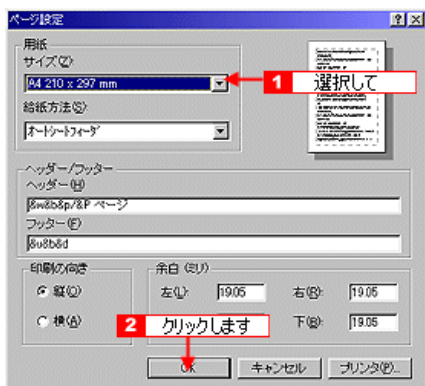 ページ設定
用紙
サイズ(Z):
A4 210 x 297 mm
1 選択して
給紙方法(S):
オートシートフィーダ
ヘッダー/フッター
ヘッダー(H)
&w&b&p/&P ページ
フッター(F)
&u&b&d
印刷の向き
余白 (ミリ)
縦(O)
左(L): 19.05 右(R): 19.05
横(A)
2 クリックします
下(B): 19.05
OK キャンセル プリンタ(P)...